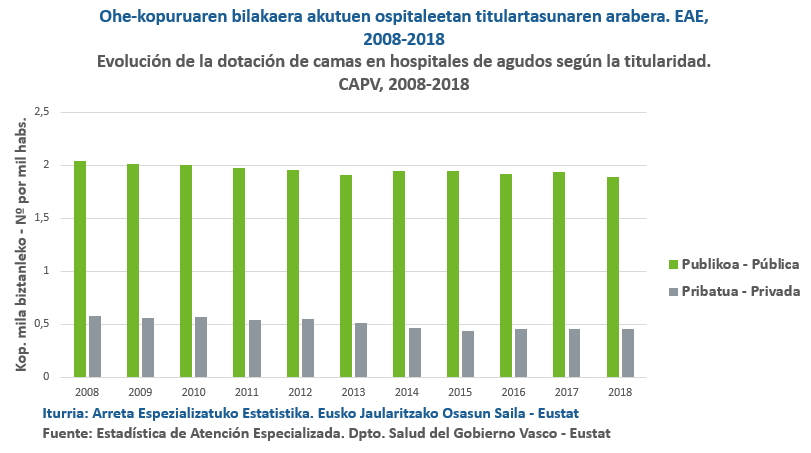 Ohe-kopuruaren bilakaera akutuen ospitaleetan titulartasunaren arabera. EAE,
2008-2018
Evolución de la dotación de camas en hospitales de agudos según la titularidad.
CAPV, 2008-2018
Kop. mila biztanleko - Nº por mil habs.
2,5
2
1,5
1
0,5
0
2008 2009 2010 2011 2012 2013 2014 2015 2016 2017 2018
Publikoa - Pública
Pribatua - Privada
Iturria: Arreta Espezializatuko Estatistika. Eusko Jaularitzako Osasun Saila - Eustat
Fuente: Estadística de Atención Especializada. Dpto. Salud del Gobierno Vasco - Eustat